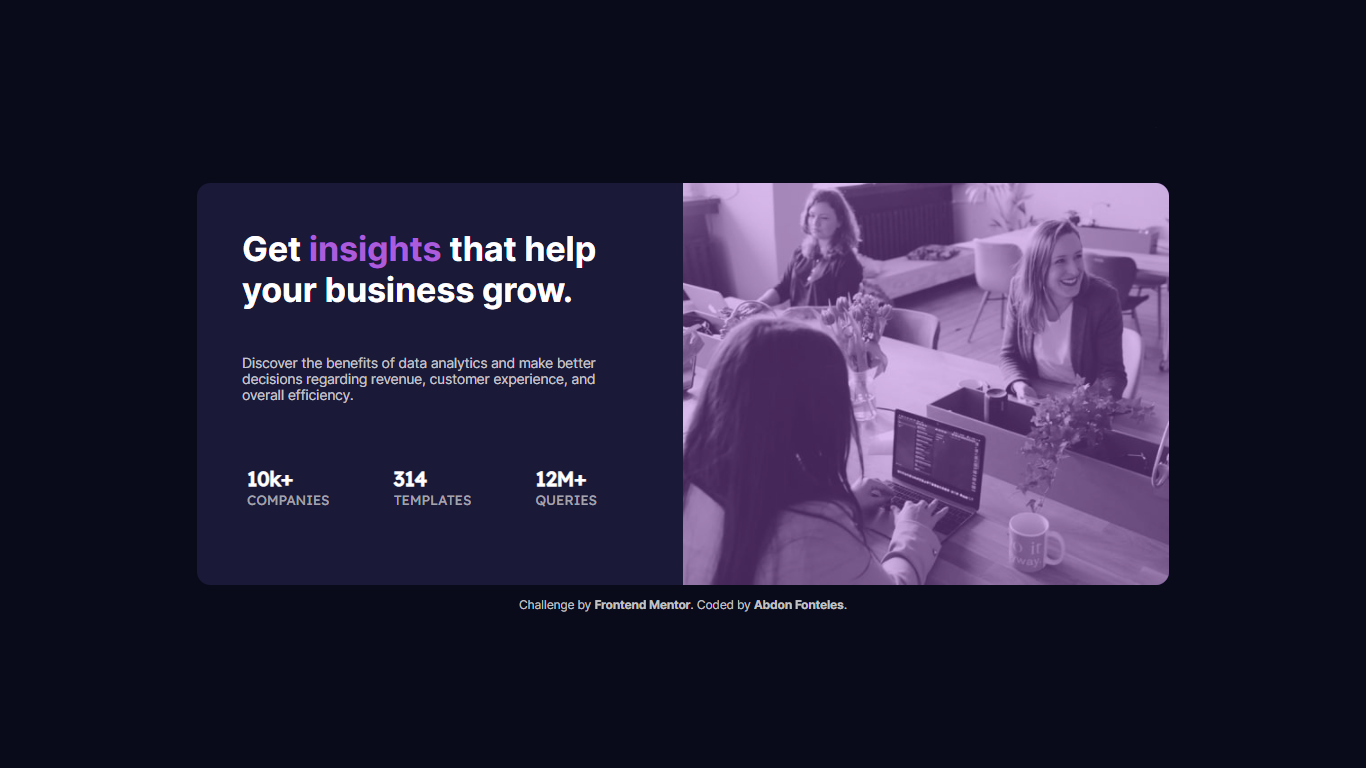 Get insights that help
your business grow.
Discover the benefits of data analytics and make better
decisions regarding revenue, customer experience, and
overall efficiency.
10k+ 314 12M+
COMPANIES TEMPLATES QUERIES
Challenge by Frontend Mentor. Coded by Abdon Fonteles.